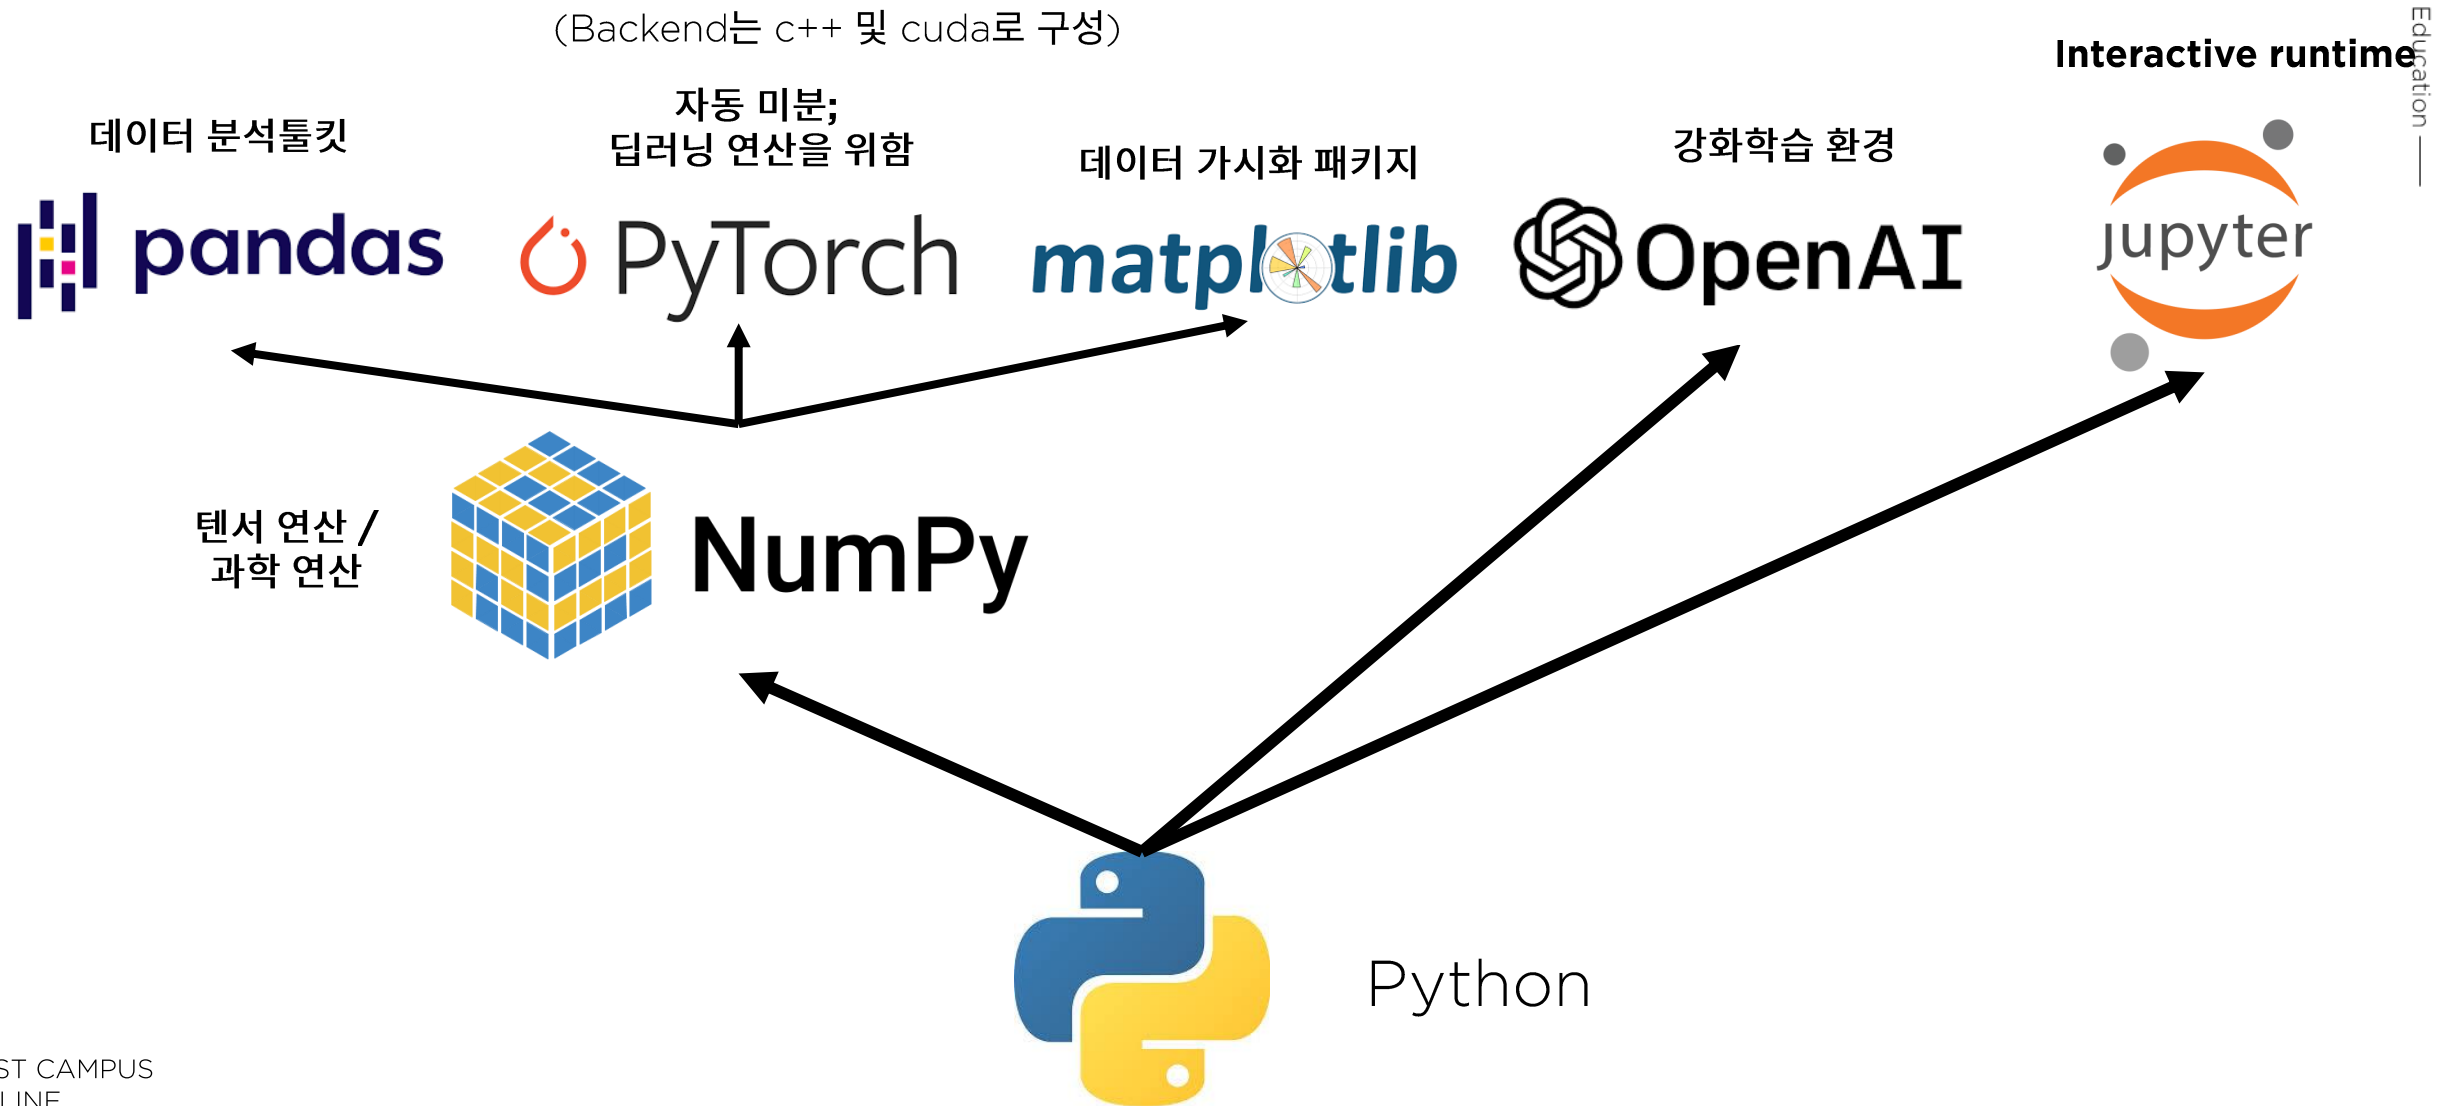 (Backend는 c++ 및 cuda로 구성)
Interactive runtime
Education
자동 미분;
딥러닝 연산을 위함
데이터 분석툴킷
데이터 가시화 패키지
강화학습 환경
pandas
PyTorch
matplotlib
OpenAI
jupyter
텐서 연산 /
과학 연산
NumPy
Python
ST CAMPUS
LINE